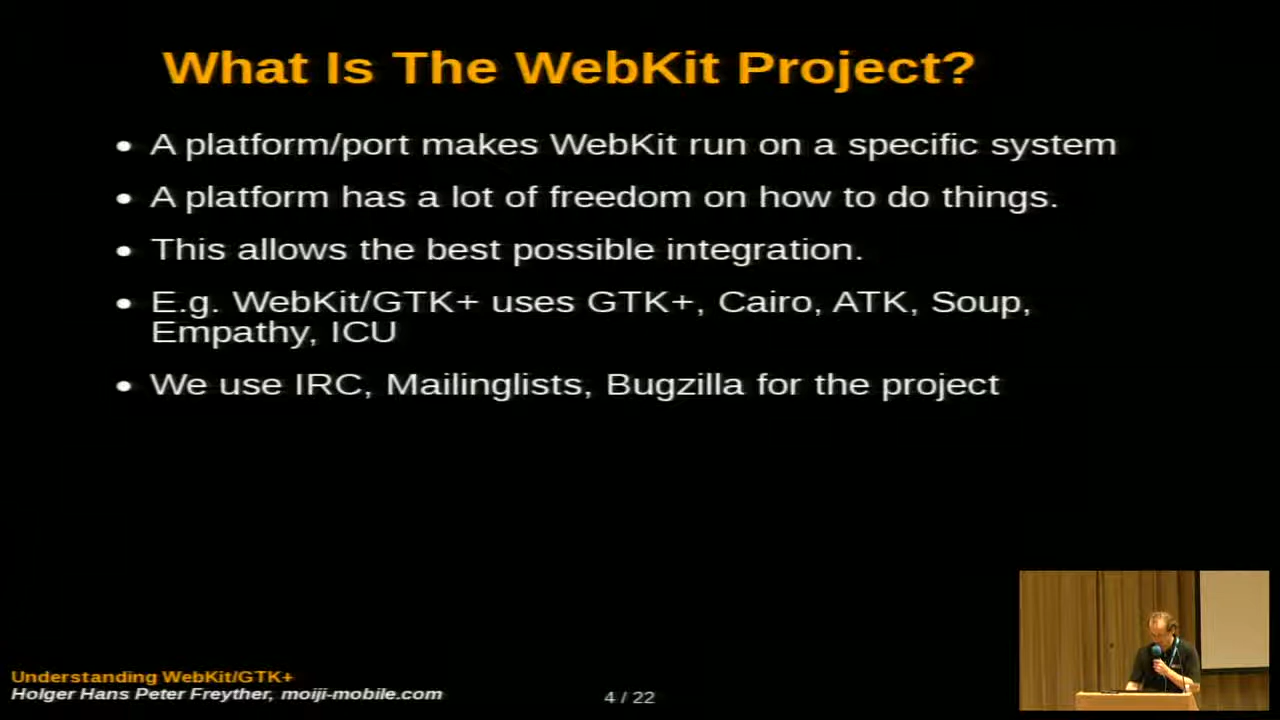 What Is The WebKit Project?
• A platform/port makes WebKit run on a specific system
• A platform has a lot of freedom on how to do things.
• This allows the best possible integration.
• E.g. WebKit/GTK+ uses GTK+, Cairo, ATK, Soup,
Empathy, ICU
• We use IRC, Mailinglists, Bugzilla for the project
Understanding WebKit/GTK+
Holger Hans Peter Freyther, moiji-mobile.com
4 / 22